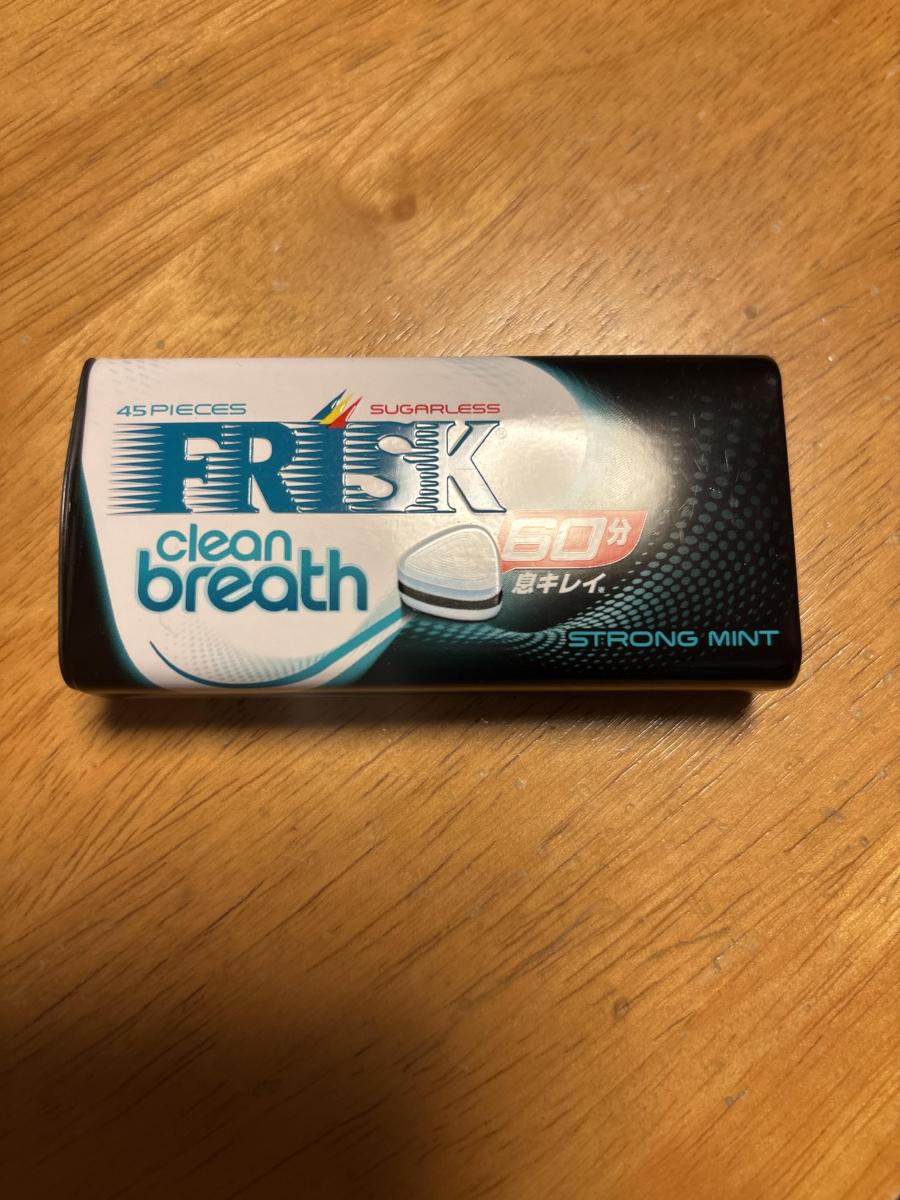 45 PIECES SUGARLESS
FRISK®
clean
breath
60分
息キレイ
STRONG MINT